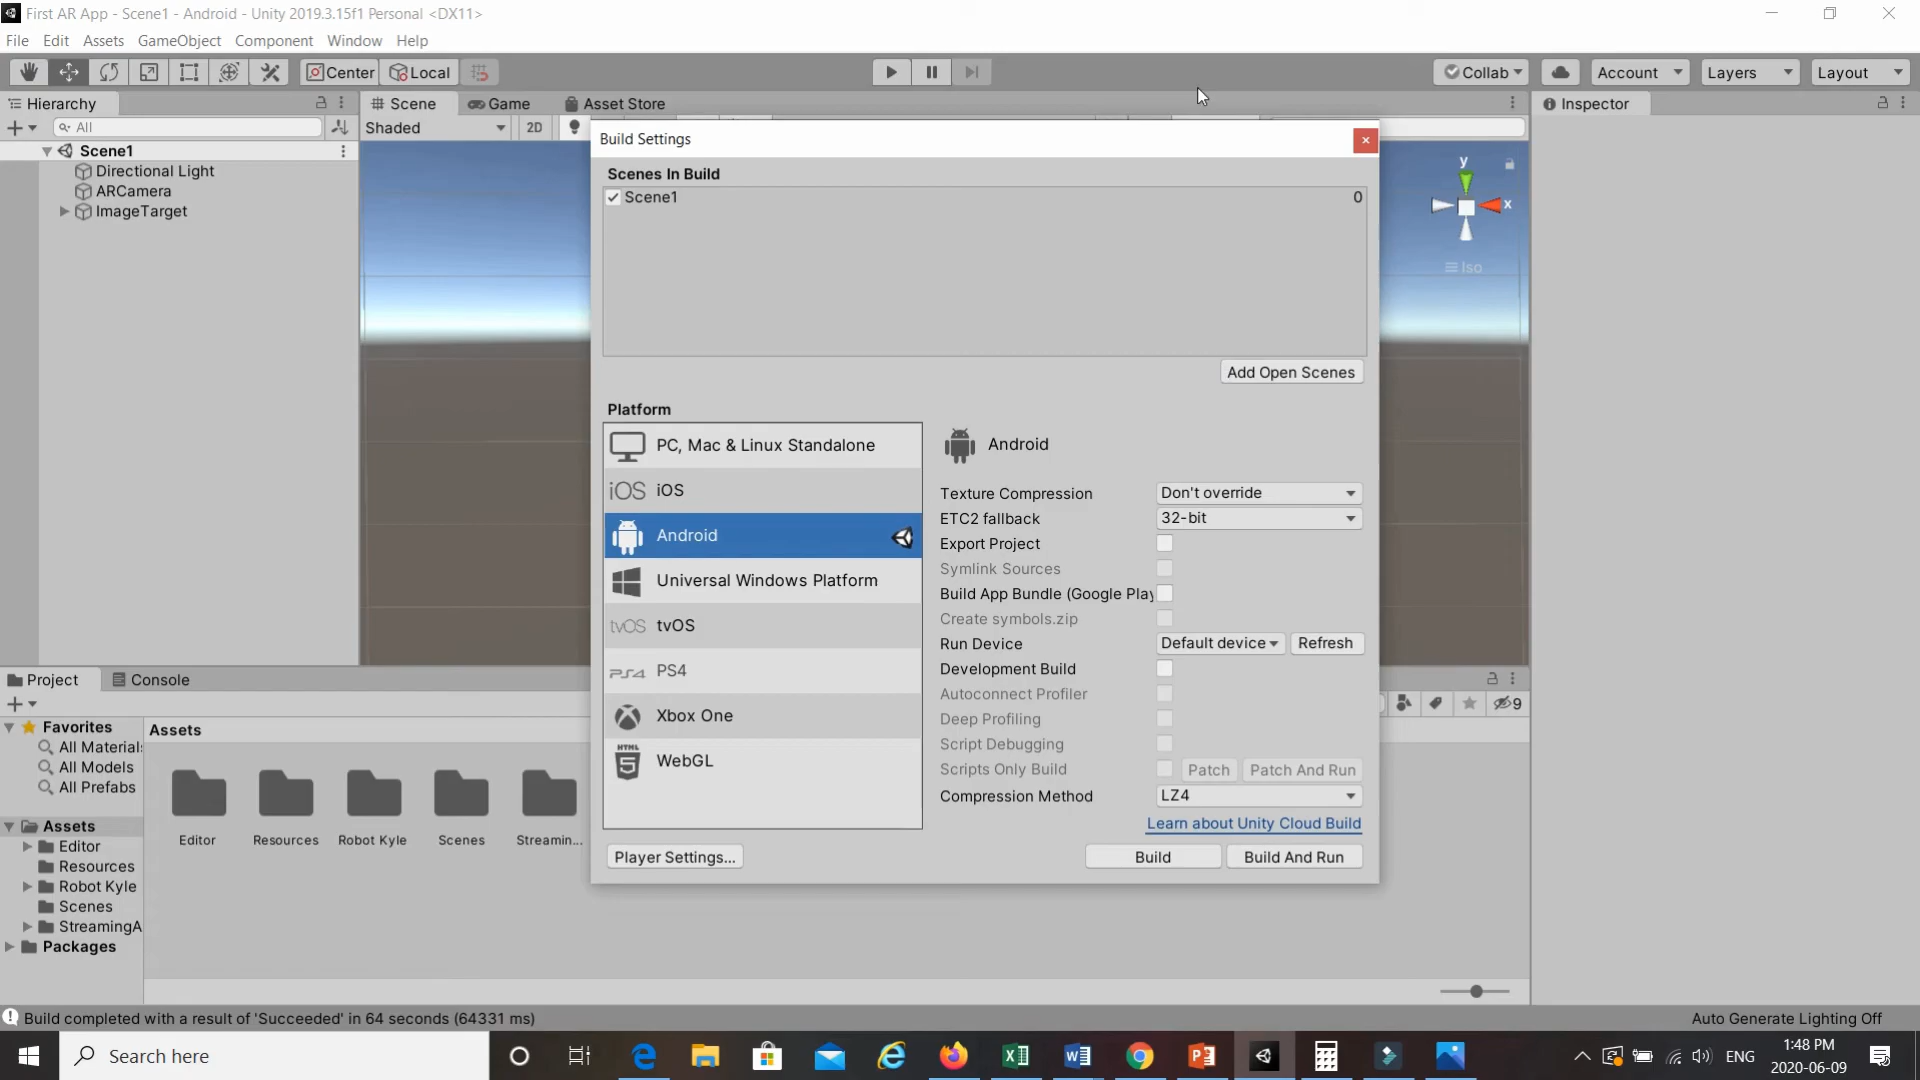 First AR App - Scene1 - Android - Unity 2019.3.15f1 Personal <DX11>
File Edit Assets GameObject Component Window Help
Center Local Collab Account Layers Layout
Hierarchy
All
Scene1
Directional Light
ARCamera
ImageTarget
Scene Game Asset Store
Shaded 2D
Inspector
y
x
Iso
Build Settings
Scenes In Build
Scene1 0
Add Open Scenes
Platform
PC, Mac & Linux Standalone
iOS iOS
Android
Universal Windows Platform
tvOS tvOS
PS4 PS4
Xbox One
HTML
5 WebGL
Android
Texture Compression Don't override
ETC2 fallback 32-bit
Export Project
Symlink Sources
Build App Bundle (Google Play
Create symbols.zip
Run Device Default device Refresh
Development Build
Autoconnect Profiler
Deep Profiling
Script Debugging
Scripts Only Build Patch Patch And Run
Compression Method LZ4
Learn about Unity Cloud Build
Player Settings... Build Build And Run
Project Console
9
Favorites
All Material
All Models
All Prefabs
Assets
Editor
Resources
Robot Kyle
Scenes
StreamingA
Packages
Assets
Editor Resources Robot Kyle Scenes Streamin...
Build completed with a result of 'Succeeded' in 64 seconds (64331 ms)
Auto Generate Lighting Off
Search here
ENG
1:48 PM
2020-06-09